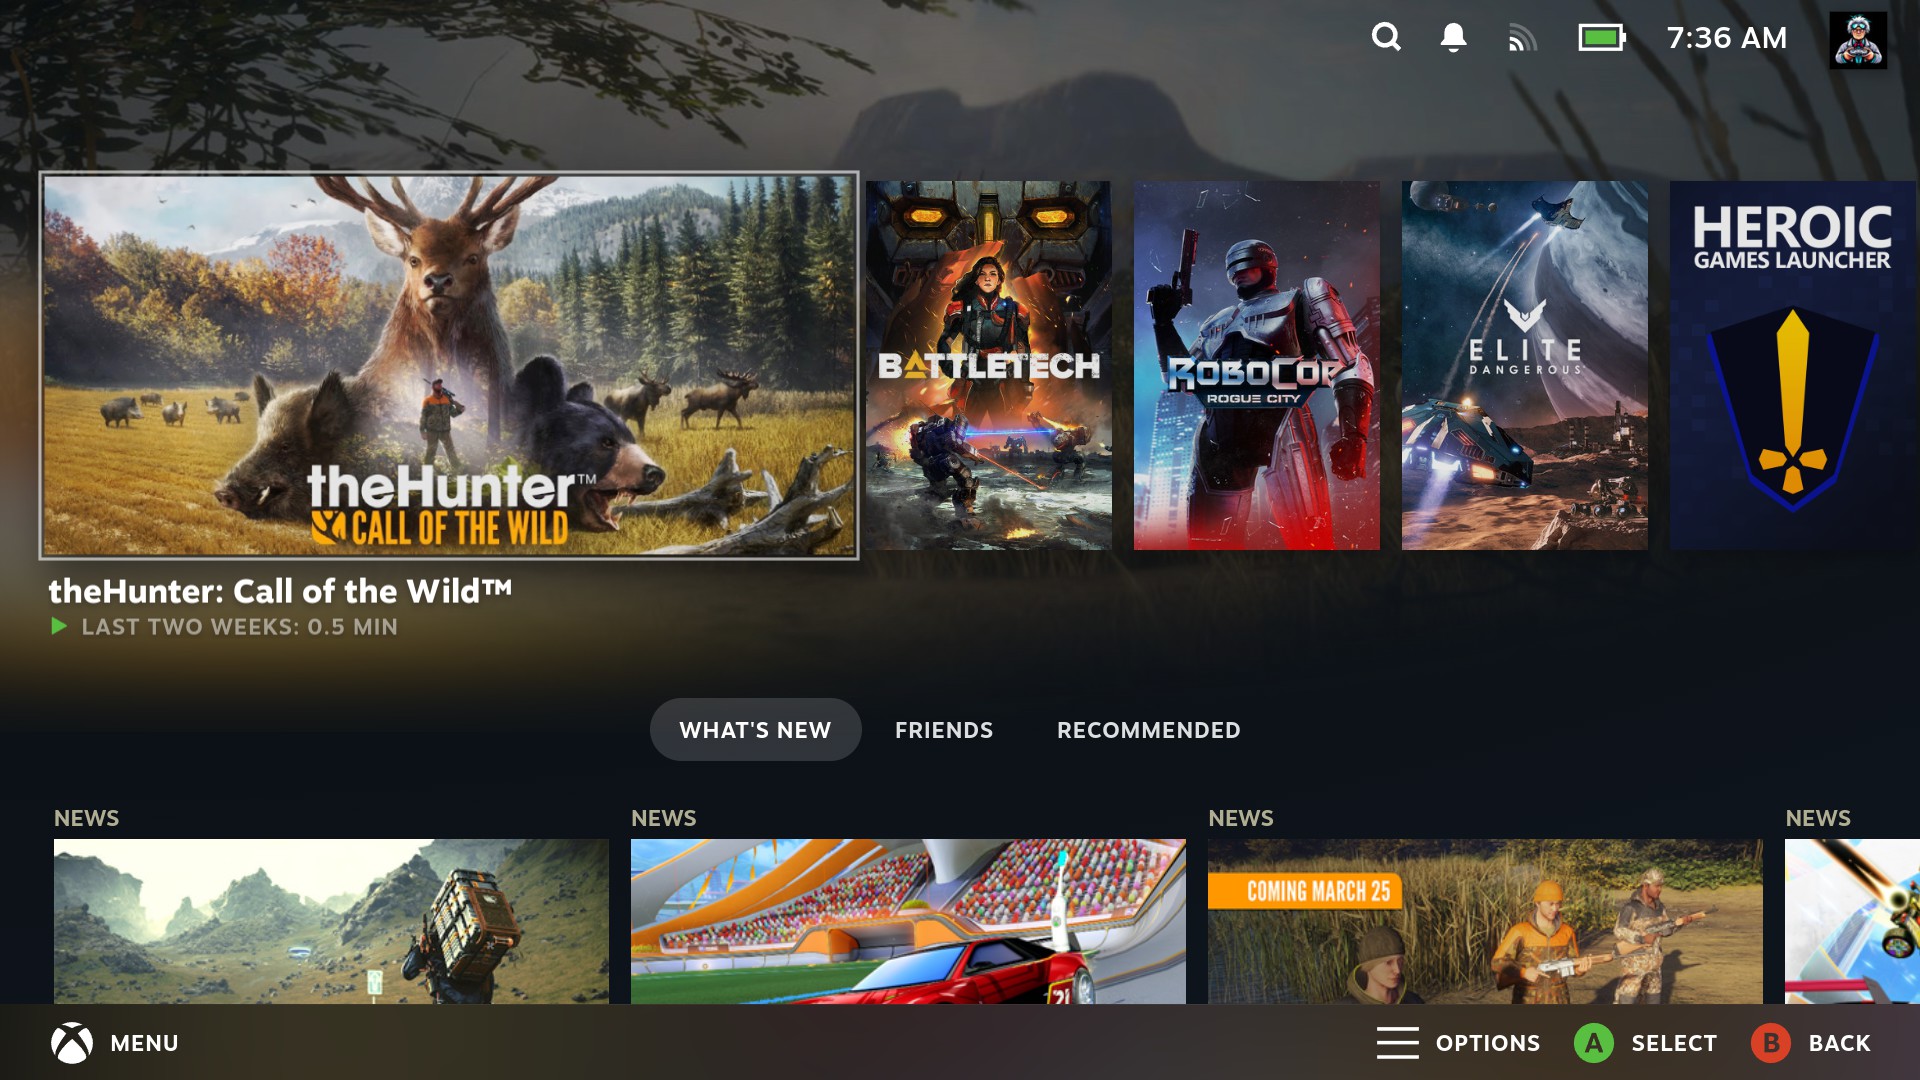 7:36 AM
theHunter™
CALL OF THE WILD
BATTLETECH
ROBOCOP
ROGUE CITY
ELITE
DANGEROUS
HEROIC
GAMES LAUNCHER
theHunter: Call of the Wild™
LAST TWO WEEKS: 0.5 MIN
WHAT'S NEW
FRIENDS
RECOMMENDED
NEWS
NEWS
NEWS
NEWS
COMING MARCH 25
21
MENU
OPTIONS
A
SELECT
B
BACK